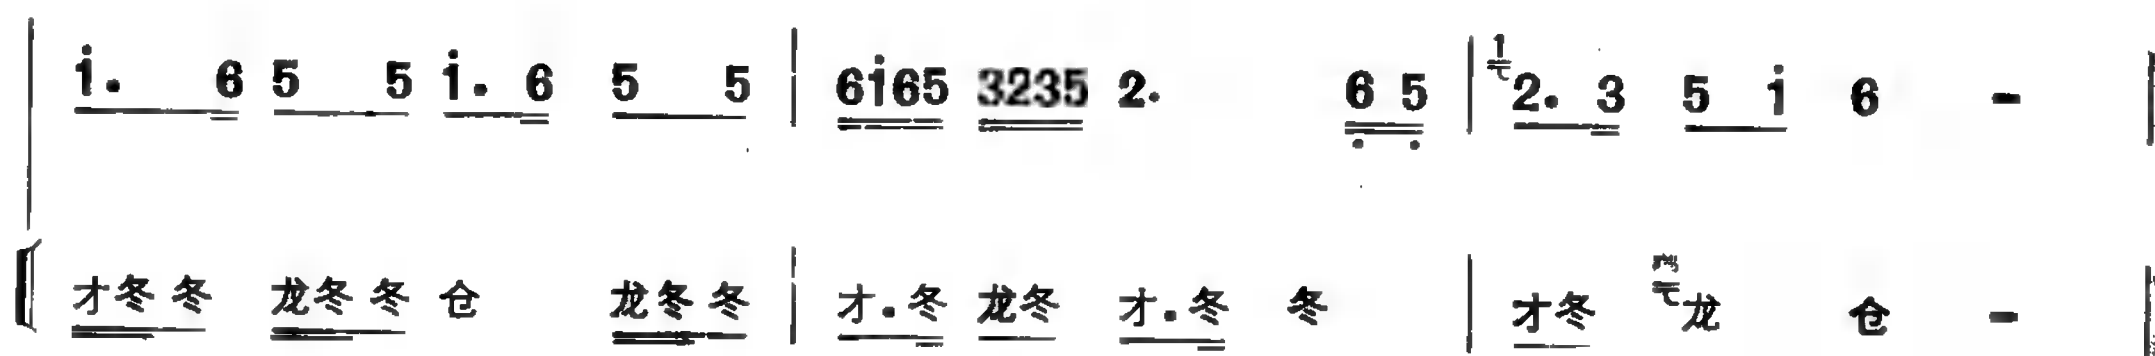 i. 6 5 5 i. 6 5 5 | 6i65 3235 2. 6 5 | 1 2. 3 5 i 6 - |
才冬冬 龙冬冬 仓 龙冬冬 | 才.冬 龙冬 才.冬 冬 | 才冬 龙 仓 - |